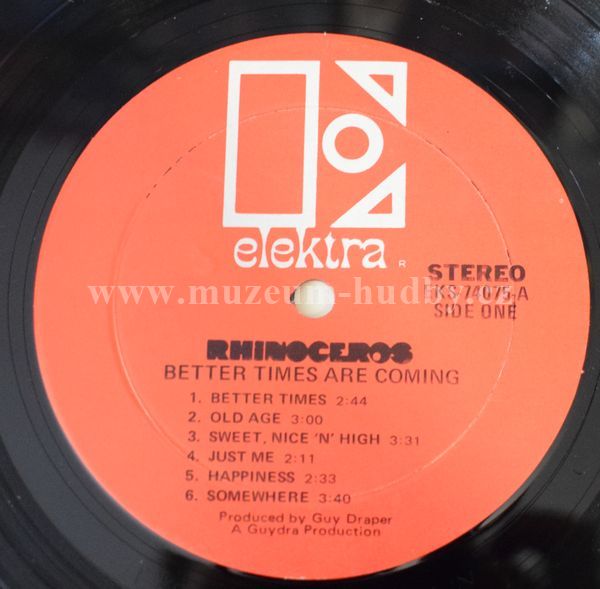 elektra
R
STEREO
EKS-74075-A
SIDE ONE
www.muzeum-hudby.cz
RHINOCEROS
BETTER TIMES ARE COMING
1. BETTER TIMES 2:44
2. OLD AGE 3:00
3. SWEET, NICE 'N' HIGH 3:31
4. JUST ME 2:11
5. HAPPINESS 2:33
6. SOMEWHERE 3:40
Produced by Guy Draper
A Guydra Production